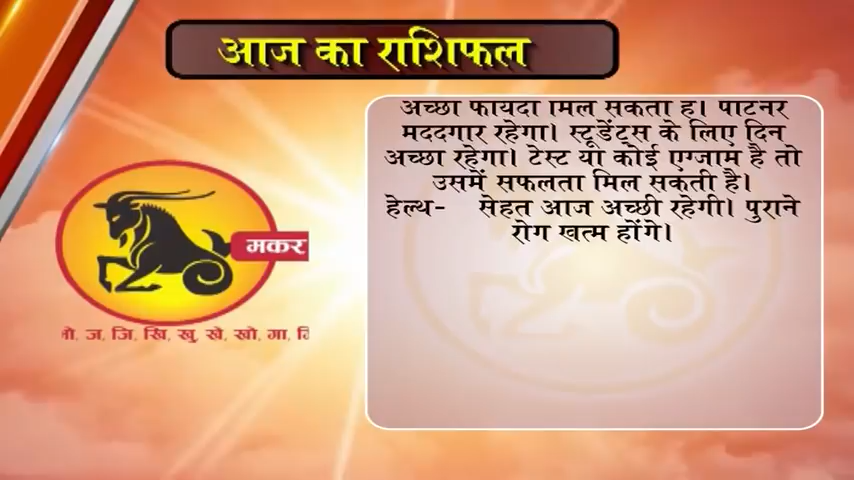 आज का राशिफल
अच्छा फायदा मिल सकता है। पार्टनर
मददगार रहेगा। स्टूडेंट्स के लिए दिन
अच्छा रहेगा। टेस्ट या कोई एग्जाम है तो
उसमें सफलता मिल सकती है।
हेल्थ- सेहत आज अच्छी रहेगी। पुराने
रोग खत्म होंगे।
मकर
ज, जि, खि, खु, खे, खो, गा,